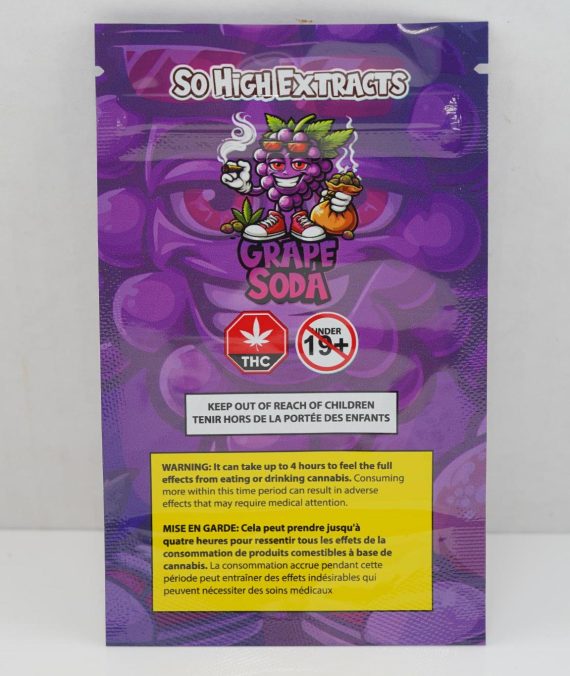 SO HIGH EXTRACTS
GRAPE
SODA
THC
UNDER
19+
KEEP OUT OF REACH OF CHILDREN
TENIR HORS DE LA PORTÉE DES ENFANTS
WARNING: It can take up to 4 hours to feel the full
effects from eating or drinking cannabis. Consuming
more within this time period can result in adverse
effects that may require medical attention.
MISE EN GARDE: Cela peut prendre jusqu'à
quatre heures pour ressentir tous les effets de la
consommation de produits comestibles à base de
cannabis. La consommation accrue pendant cette
période peut entraîner des effets indésirables qui
peuvent nécessiter des soins médicaux